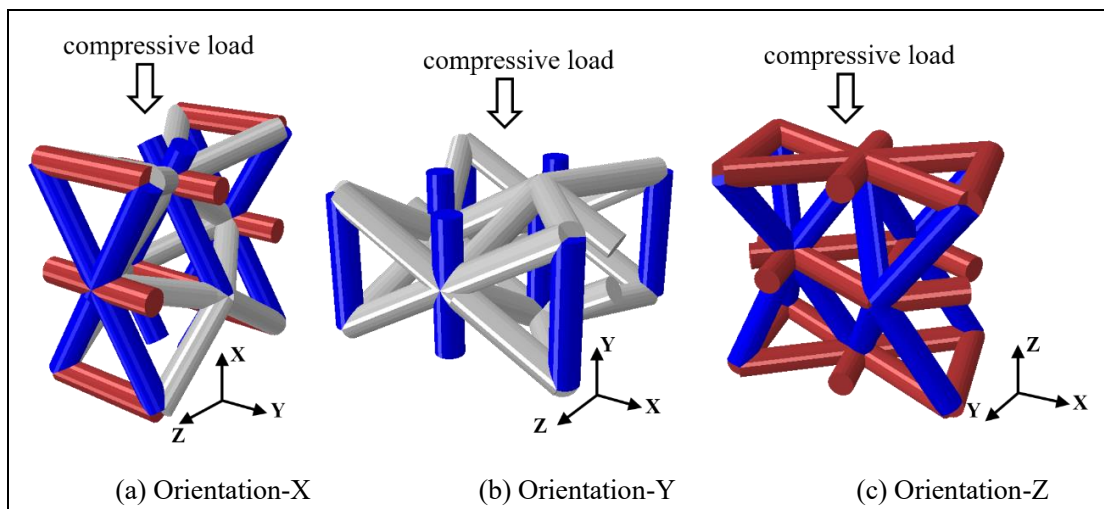 compressive load
compressive load
compressive load
X
Y
Z
Y
X
Z
Z
X
Y
(a) Orientation-X
(b) Orientation-Y
(c) Orientation-Z